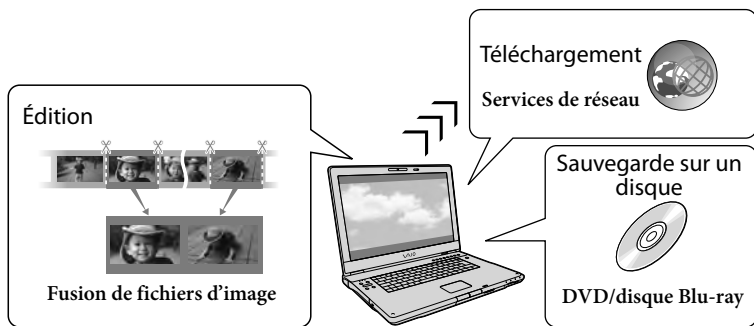 Édition
Fusion de fichiers d’image
VAIO
Téléchargement
Services de réseau
Sauvegarde sur un
disque
DVD/disque Blu-ray